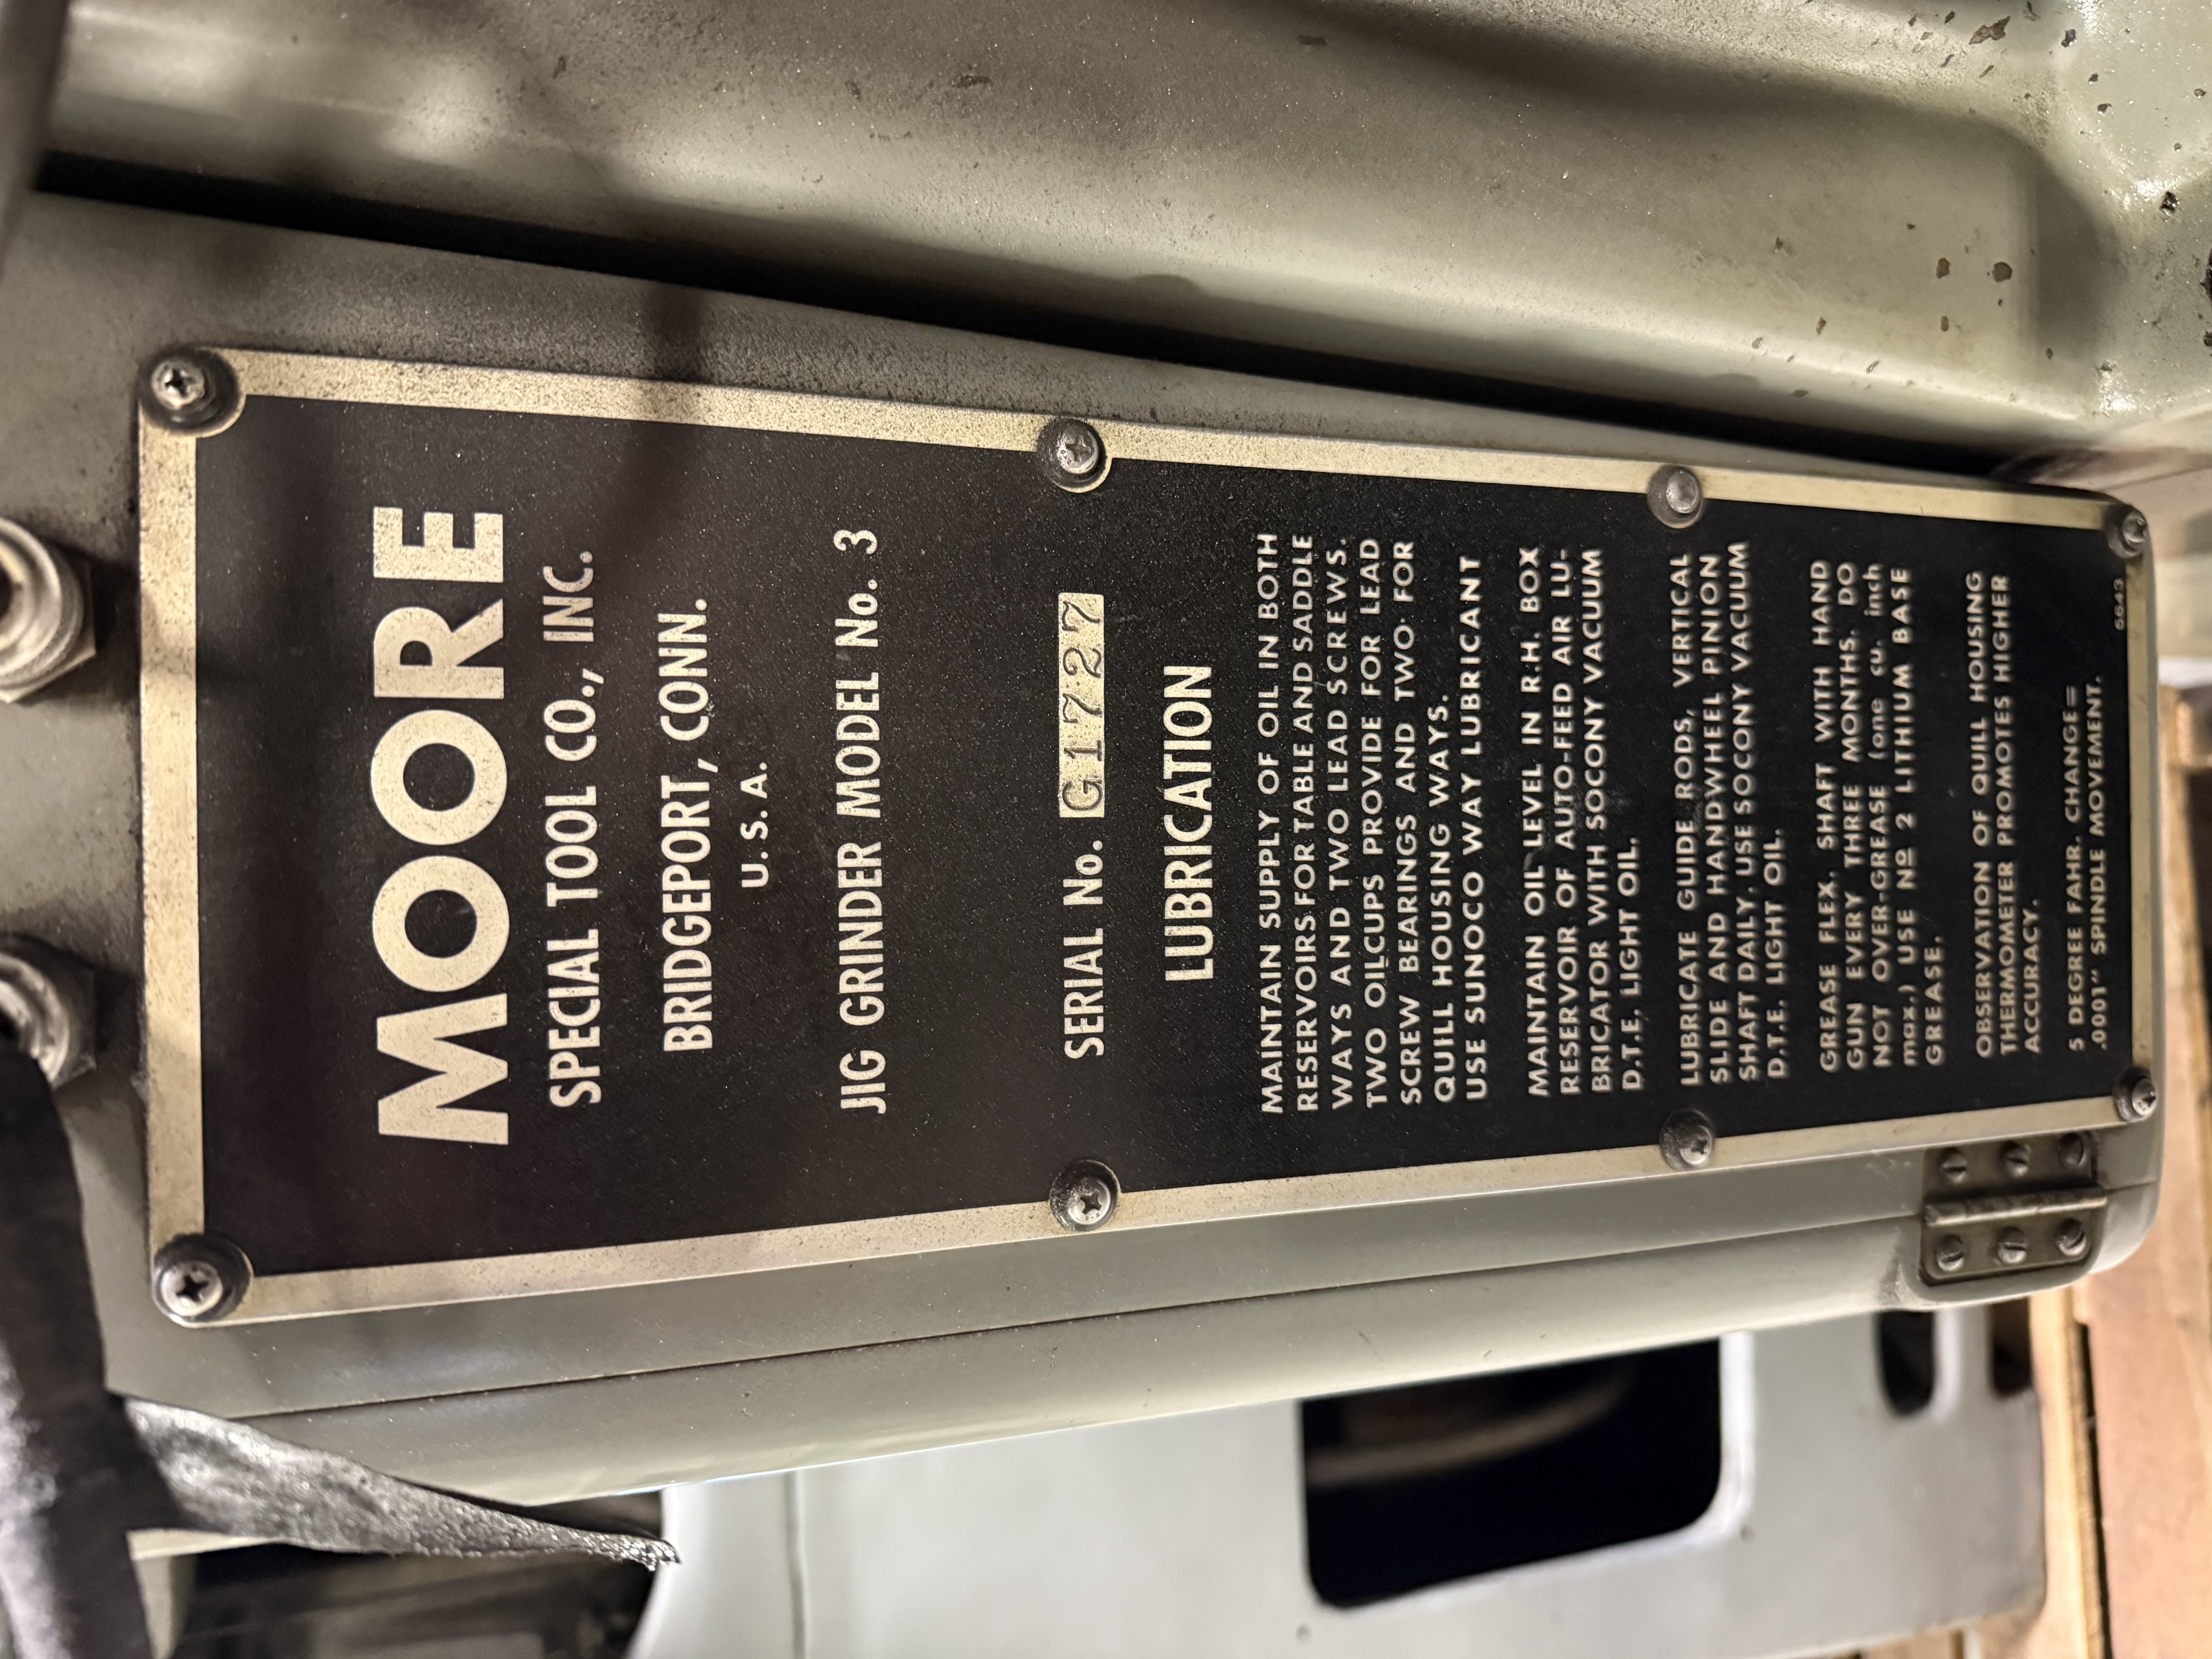 MOORE
SPECIAL TOOL CO., INC.
BRIDGEPORT, CONN.
U.S.A.
JIG GRINDER MODEL No. 3
SERIAL No. G1727
LUBRICATION
MAINTAIN SUPPLY OF OIL IN BOTH
RESERVOIRS FOR TABLE AND SADDLE
WAYS AND TWO LEAD SCREWS.
TWO OILCUPS PROVIDE FOR LEAD
SCREW BEARINGS AND TWO FOR
QUILL HOUSING WAYS.
USE SUNOCO WAY LUBRICANT
MAINTAIN OIL LEVEL IN R.H. BOX
RESERVOIR OF AUTO-FEED AIR LU-
BRICATOR WITH SOCONY VACUUM
D.T.E. LIGHT OIL.
LUBRICATE GUIDE RODS, VERTICAL
SLIDE AND HANDWHEEL PINION
SHAFT DAILY. USE SOCONY VACUUM
D.T.E. LIGHT OIL.
GREASE FLEX. SHAFT WITH HAND
GUN EVERY THREE MONTHS. DO
NOT OVER-GREASE (one cu. inch
max.) USE Nº 2 LITHIUM BASE
GREASE.
OBSERVATION OF QUILL HOUSING
THERMOMETER PROMOTES HIGHER
ACCURACY.
5 DEGREE FAHR. CHANGE =
.0001" SPINDLE MOVEMENT.
6643